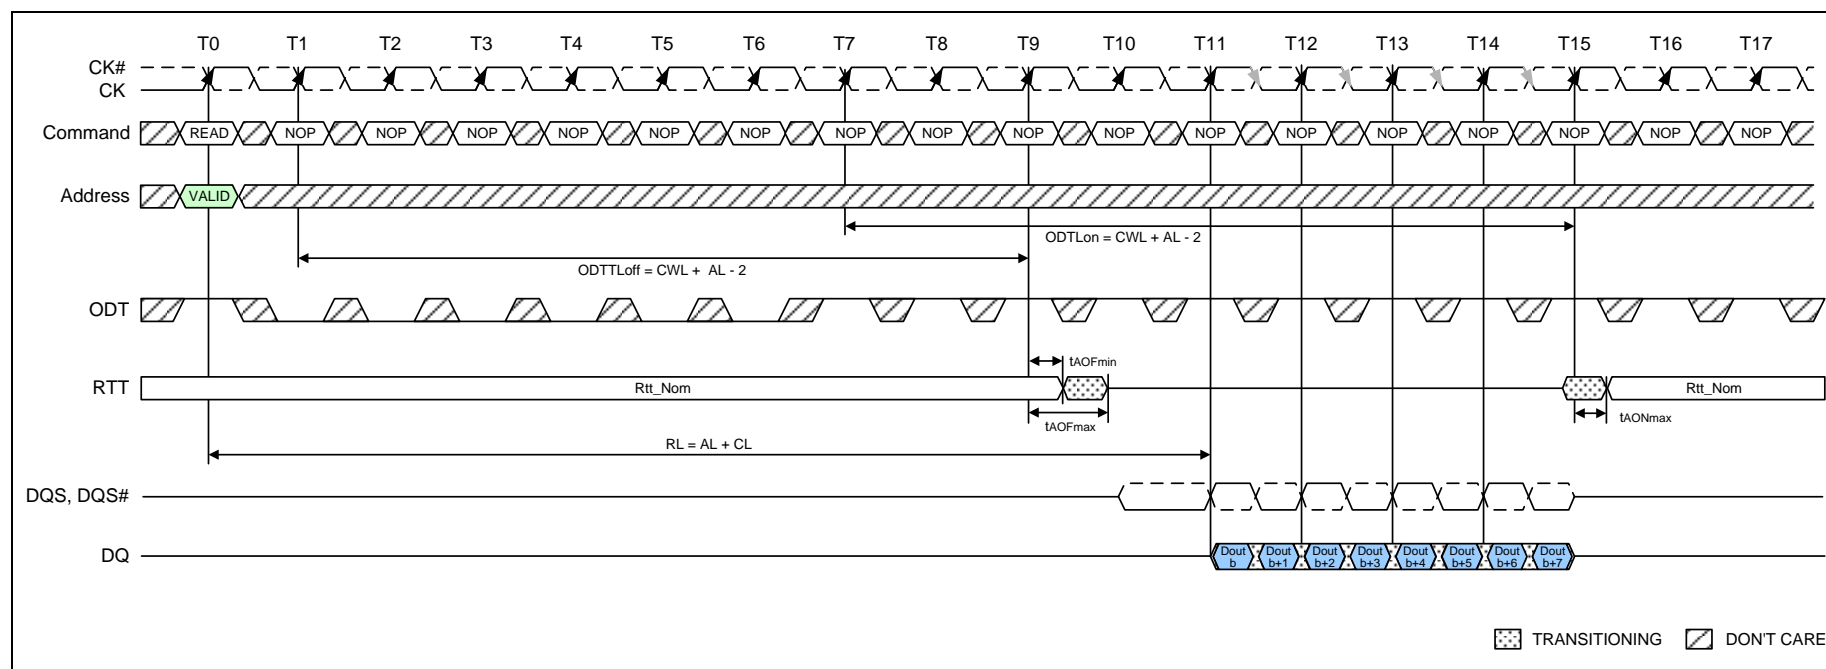 T0 T1 T2 T3 T4 T5 T6 T7 T8 T9 T10 T11 T12 T13 T14 T15 T16 T17
CK#
CK
Command READ NOP NOP NOP NOP NOP NOP NOP NOP NOP NOP NOP NOP NOP NOP NOP NOP NOP
Address VALID
ODTLon = CWL + AL - 2
ODTTLoff = CWL + AL - 2
ODT
tAOFmin
RTT Rtt_Nom Rtt_Nom
tAOFmax tAONmax
RL = AL + CL
DQS, DQS#
DQ Dout b Dout b+1 Dout b+2 Dout b+3 Dout b+4 Dout b+5 Dout b+6 Dout b+7
TRANSITIONING DON'T CARE